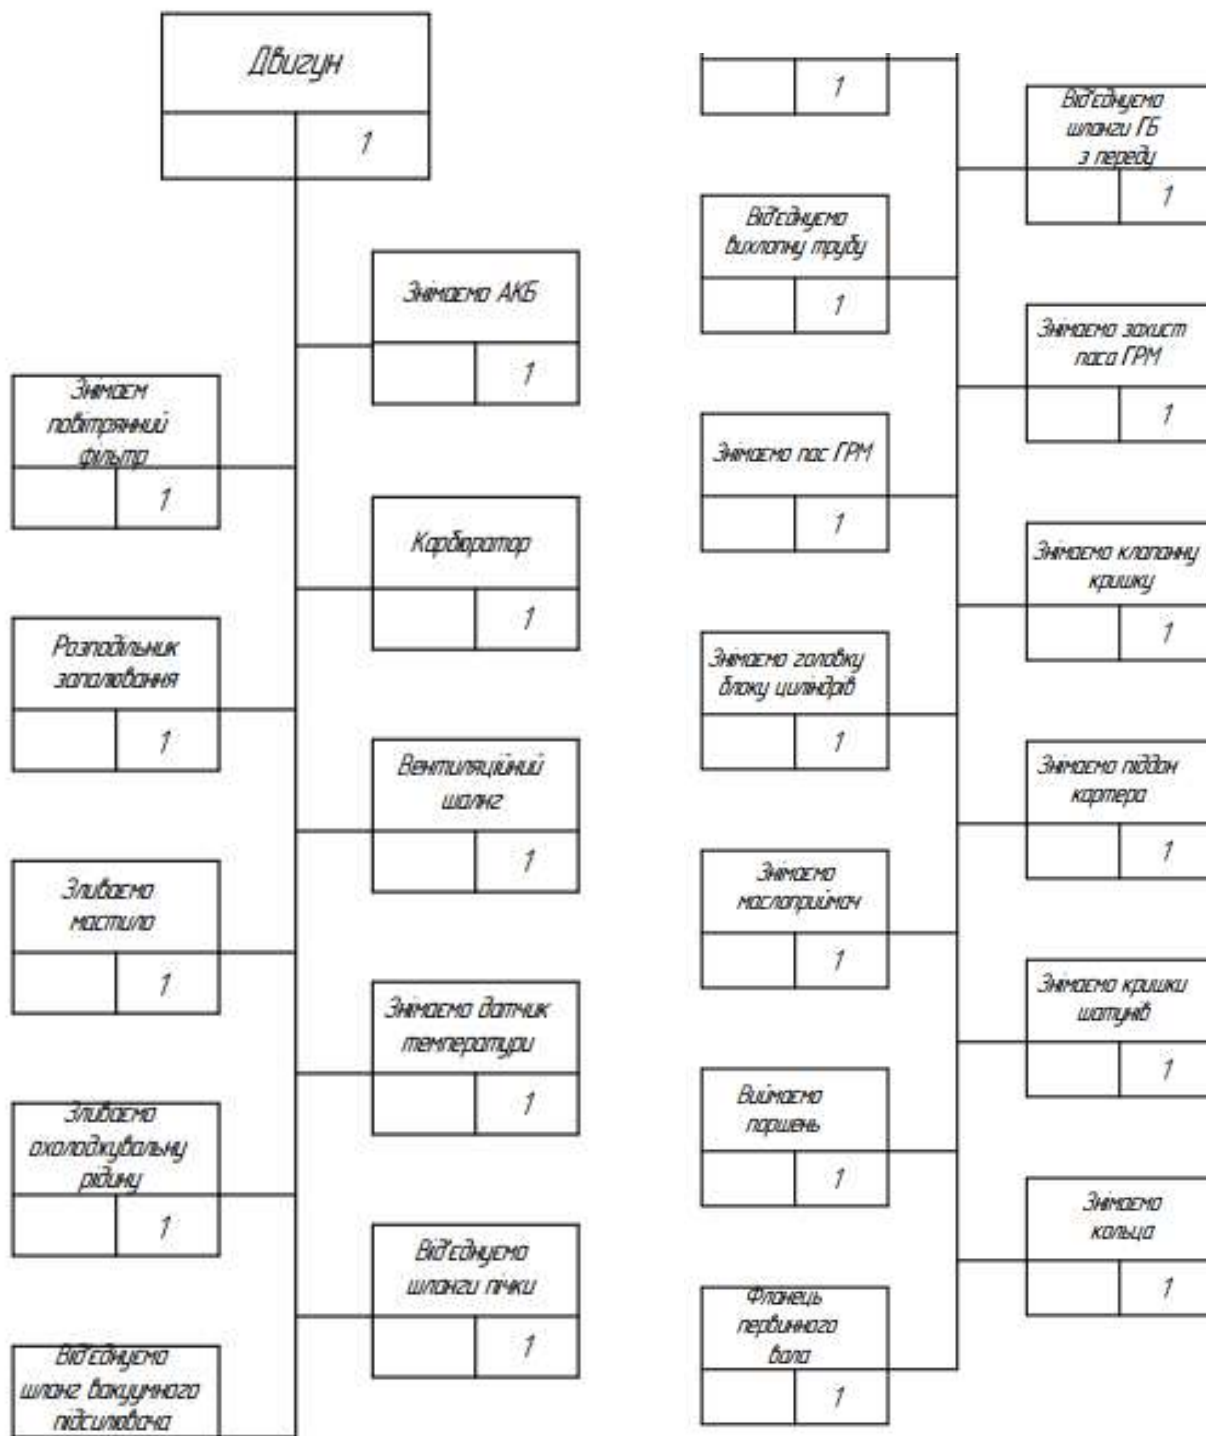 Двигун
1
Знімаємо АКБ
1
Знімаєм
повітрянний
фільтр
1
Карбюратор
1
Розподільник
запалювання
1
Вентиляційний
шалнг
1
Зливаємо
мастило
1
Знімаємо датчик
температури
1
Зливаємо
охолоджувальну
рідину
1
Від'єднуємо
шланги пічки
1
Від'єднуємо
шланг вакуумного
підсилювача
1
Від'єднуємо
шланги ГБ
з переду
1
Від'єднуємо
вихлопну трубу
1
Знімаємо захист
паса ГРМ
1
Знімаємо пас ГРМ
1
Знімаємо клапанну
кришку
1
Знімаємо головку
блоку циліндрів
1
Знімаємо піддон
картера
1
Знімаємо
маслоприймач
1
Знімаємо кришки
шатунів
1
Виймаємо
поршень
1
Знімаємо
кольца
1
Фланець
первинного
вала
1